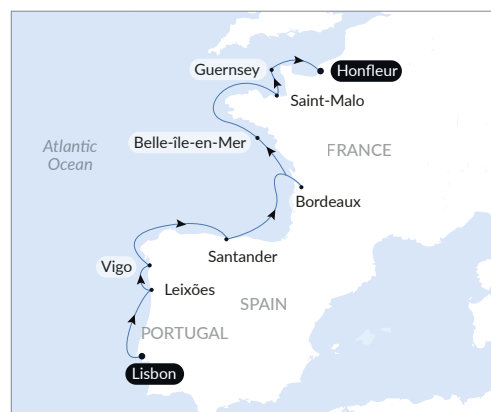 Guernsey
Honfleur
Saint-Malo
Belle-île-en-Mer
Atlantic
Ocean
FRANCE
Bordeaux
Santander
Vigo
Leixões
SPAIN
PORTUGAL
Lisbon